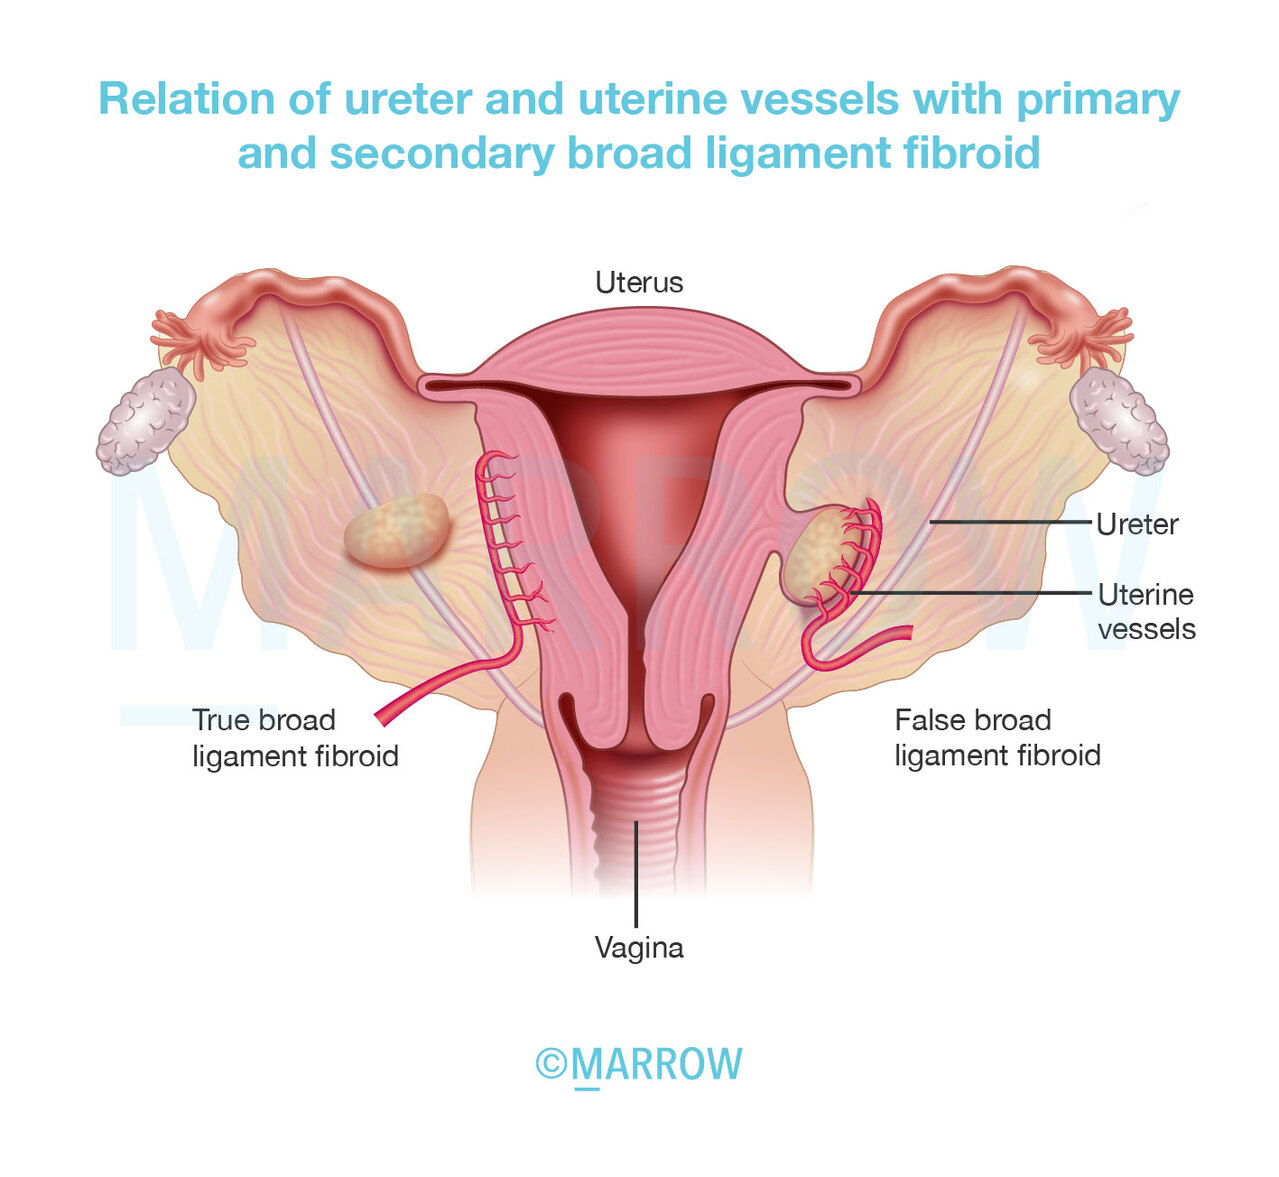 Relation of ureter and uterine vessels with primary
and secondary broad ligament fibroid
Uterus
MARROW
Ureter
Uterine
vessels
True broad
ligament fibroid
False broad
ligament fibroid
Vagina
©MARROW